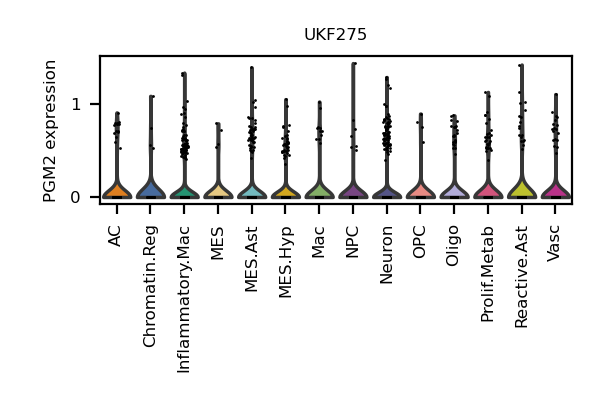 UKF275
PGM2 expression
1
0
AC
Chromatin.Reg
Inflammatory.Mac
MES
MES.Ast
MES.Hyp
Mac
NPC
Neuron
OPC
Oligo
Prolif.Metab
Reactive.Ast
Vasc